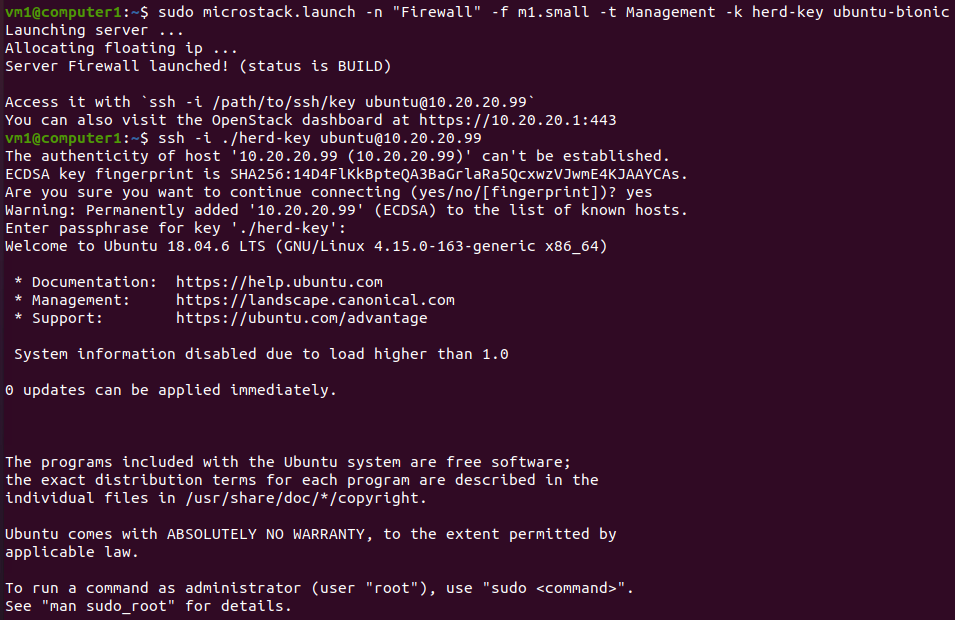 vm1@computer1:~$ sudo microstack.launch -n "Firewall" -f m1.small -t Management -k herd-key ubuntu-bionic
Launching server ...
Allocating floating ip ...
Server Firewall launched! (status is BUILD)
Access it with `ssh -i /path/to/ssh/key ubuntu@10.20.20.99`
You can also visit the OpenStack dashboard at https://10.20.20.1:443
vm1@computer1:~$ ssh -i ./herd-key ubuntu@10.20.20.99
The authenticity of host '10.20.20.99 (10.20.20.99)' can't be established.
ECDSA key fingerprint is SHA256:14D4FlKkBpteQA3BaGrlaRa5QcxwzVJwmE4KJAAYCAs.
Are you sure you want to continue connecting (yes/no/[fingerprint])? yes
Warning: Permanently added '10.20.20.99' (ECDSA) to the list of known hosts.
Enter passphrase for key './herd-key':
Welcome to Ubuntu 18.04.6 LTS (GNU/Linux 4.15.0-163-generic x86_64)
* Documentation:  https://help.ubuntu.com
* Management:     https://landscape.canonical.com
* Support:        https://ubuntu.com/advantage
System information disabled due to load higher than 1.0
0 updates can be applied immediately.
The programs included with the Ubuntu system are free software;
the exact distribution terms for each program are described in the
individual files in /usr/share/doc/*/copyright.
Ubuntu comes with ABSOLUTELY NO WARRANTY, to the extent permitted by
applicable law.
To run a command as administrator (user "root"), use "sudo <command>".
See "man sudo_root" for details.